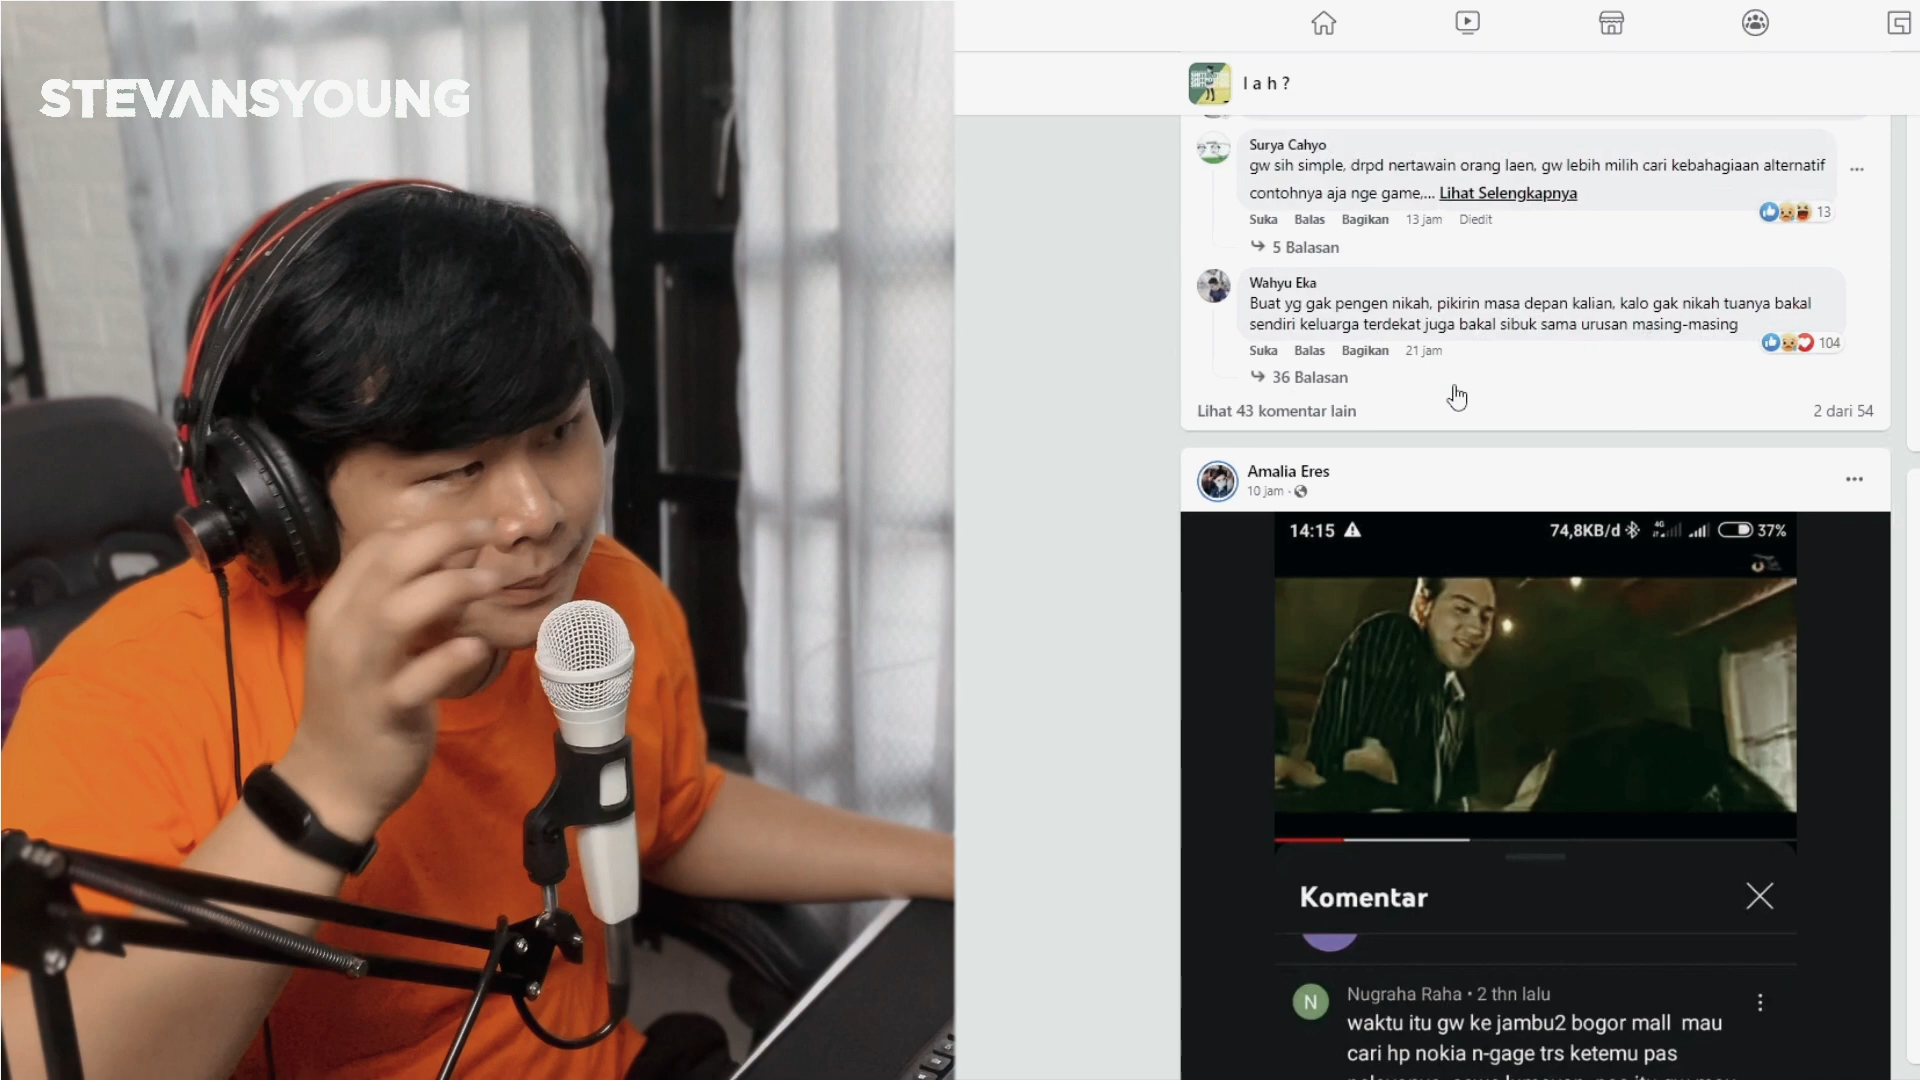 STEVANSYOUNG
l a h ?
Surya Cahyo
gw sih simple, drpd nertawain orang laen, gw lebih milih cari kebahagiaan alternatif
contohnya aja nge game,... Lihat Selengkapnya
Suka Balas Bagikan 13 jam Diedit
13
5 Balasan
Wahyu Eka
Buat yg gak pengen nikah, pikirin masa depan kalian, kalo gak nikah tuanya bakal
sendiri keluarga terdekat juga bakal sibuk sama urusan masing-masing
Suka Balas Bagikan 21 jam
104
36 Balasan
Lihat 43 komentar lain 2 dari 54
Amalia Eres
10 jam
14:15 74,8KB/d 4G 37%
Komentar
N
Nugraha Raha • 2 thn lalu
waktu itu gw ke jambu2 bogor mall mau
cari hp nokia n-gage trs ketemu pas